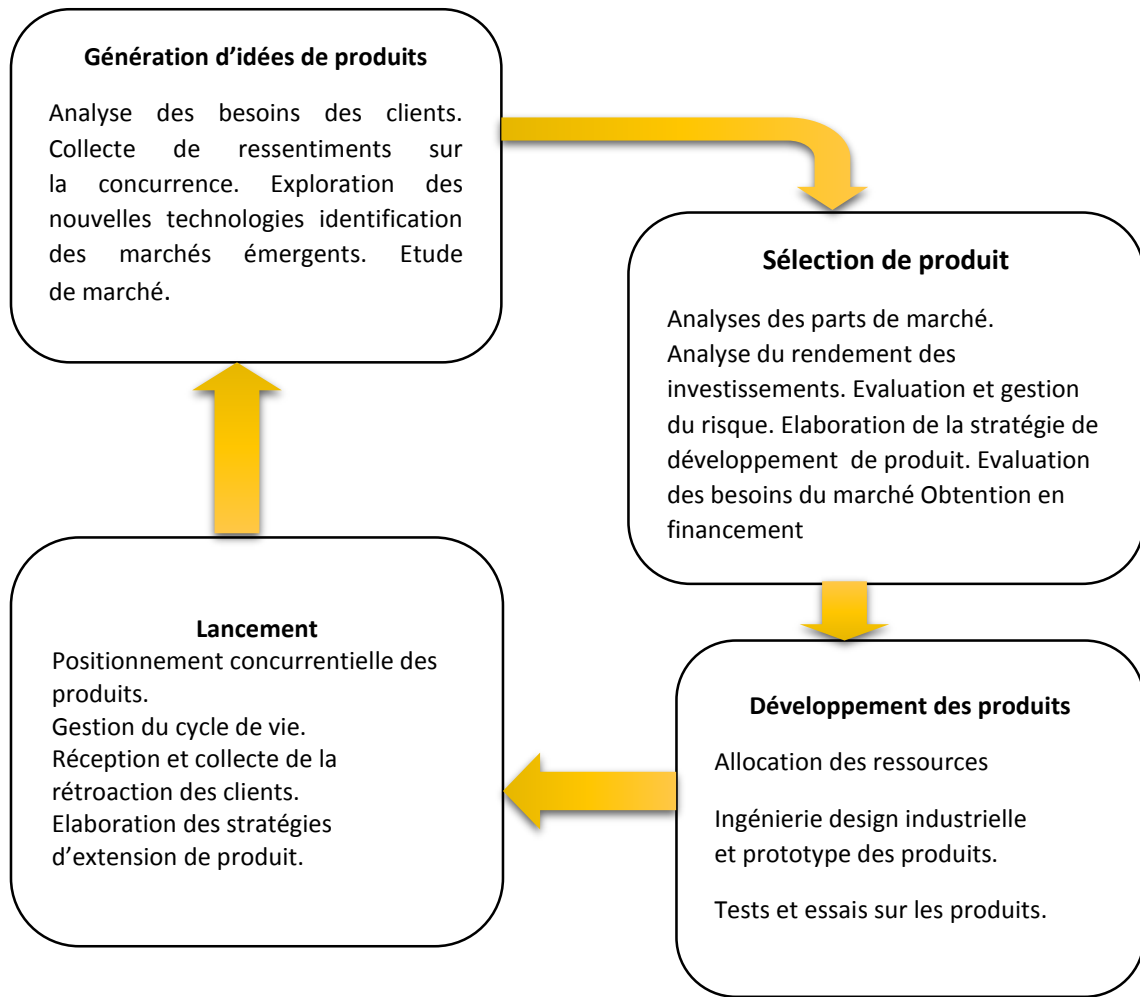 Génération d’idées de produits
Analyse des besoins des clients.
Collecte de ressentiments sur
la concurrence. Exploration des
nouvelles technologies identification
des marchés émergents. Etude
de marché.
Sélection de produit
Analyses des parts de marché.
Analyse du rendement des
investissements. Evaluation et gestion
du risque. Elaboration de la stratégie de
développement de produit. Evaluation
des besoins du marché Obtention en
financement
Développement des produits
Allocation des ressources
Ingénierie design industrielle
et prototype des produits.
Tests et essais sur les produits.
Lancement
Positionnement concurrentielle des
produits.
Gestion du cycle de vie.
Réception et collecte de la
rétroaction des clients.
Elaboration des stratégies
d’extension de produit.